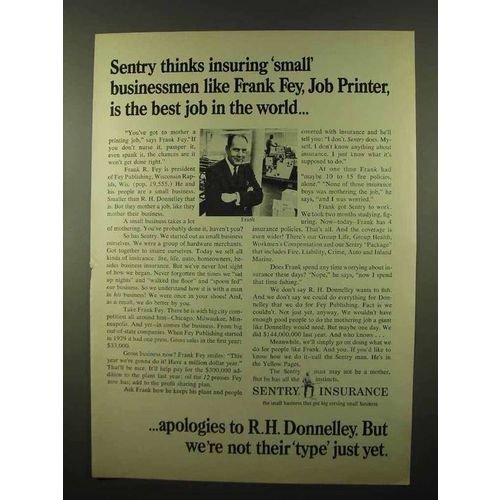 Sentry thinks insuring 'small'
businessmen like Frank Fey, Job Printer,
is the best job in the world...
"You've got to mother a
printing job," says Frank Fey. "If
you don't nurse it, pamper it,
even spank it, the chances are it
won't get done right."
Frank R. Fey is president
of Fey Publishing, Wisconsin Rap-
ids, Wis. (pop. 19,555.) He and
his people are a small business.
Smaller than R. H. Donnelley that
is. But they mother a job, like they
mother their business.
A small business takes a lot
of mothering. You've probably done it, haven't you?
So has Sentry. We started out as small business
ourselves. We were a group of hardware merchants.
Got together to share ourselves. Today we sell all
kinds of insurance: fire, life, auto, homeowners, be-
sides business insurance. But we've never lost sight
of how we began. Never forgotten the times we "sat
up nights" and "walked the floor" and "spoon fed"
our business. So we understand how it is with a man
in his business! We were once in your shoes! And,
in a small, we do better by you.
Take Frank Fey. There he is with big city
competition all around him—Chicago, Milwaukee, Min-
neapolis. And yet—in comes the business. From big
out-of-state companies. When Fey Publishing started
in 1959 it had one press. Gross sales the first year:
$33,000.
Gross business now? Frank Fey smiles: "This
year we're gonna do it! Have a million dollar year."
That'll be nice. It'll help pay for the $300,000
addition to the plant last year; oil the 12 presses Fey
now has; add to the profit sharing plan.
Ask Frank how he keeps his plant and people
Frank
covered with insurance and he'll
tell you: "I don't. Sentry does. My-
self, I don't know anything about
insurance. I just know what it's
supposed to do."
At one time Frank had
"maybe 10 to 15 fire policies,
alone." "None of those insurance
boys was mothering the job," he
says, "and I was worried."
Frank got Sentry to work.
We took two months studying, fig-
uring. Now—today—Frank has 4
insurance policies. That's all. And the coverage is
even wider! There's our Group Life, Group Health,
Workmen's Compensation and our Sentry "Package"
that includes Fire, Liability, Crime, Auto and Inland
Marine.
Does Frank spend any time worrying about in-
surance these days? "Nope," he says, "now I spend
that time fishing."
We don't say R. H. Donnelley wants to fish.
And we don't say we could do everything for Don-
nelley that we do for Fey Publishing. Fact is we
couldn't. Not just yet, anyway. We wouldn't have
enough good people to do the mothering job a giant
like Donnelley would need. But maybe one day. We
did $144,000,000 last year. And who knows...
Meanwhile, we'll simply go on doing what we
do for people like Frank. And you. If you'd like to
know how we do it—call the Sentry man. He's in
the Yellow Pages.
The Sentry man may not be a mother.
But he has all the instincts.
SENTRY INSURANCE
the small business that got big serving small business
...apologies to R.H. Donnelley. But
we're not their 'type' just yet.